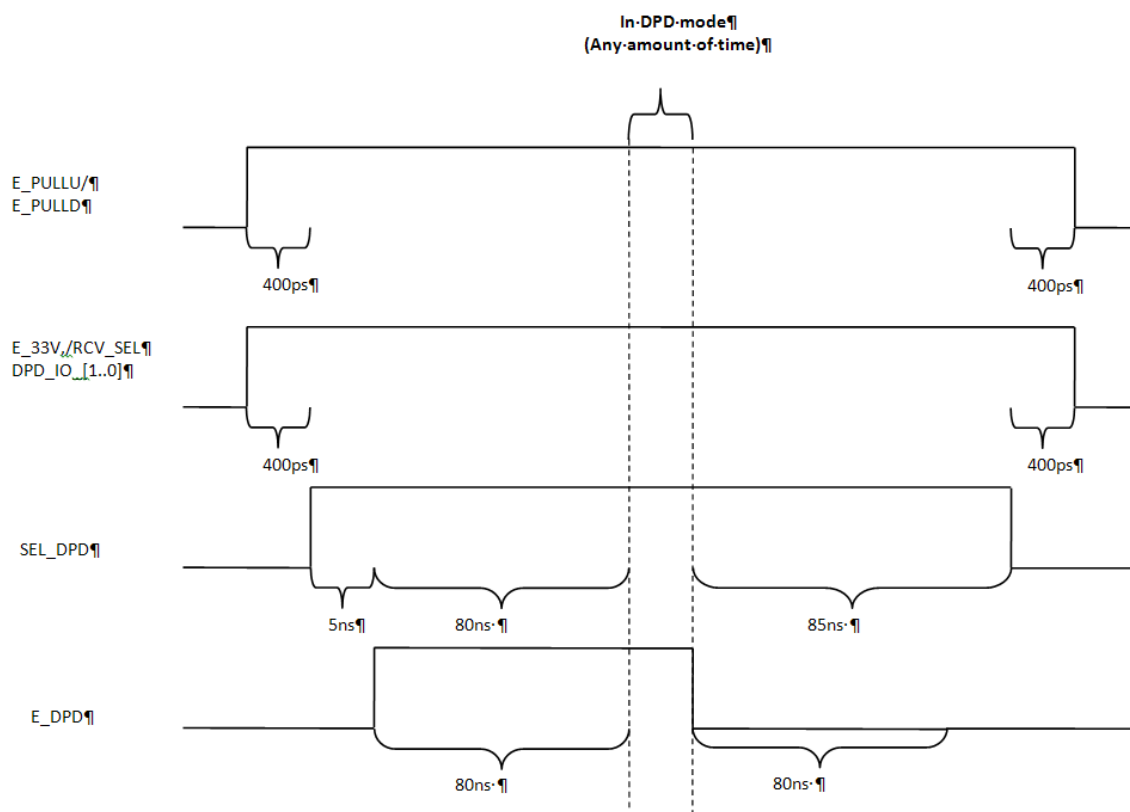 In·DPD·mode¶
(Any·amount·of·time)¶
E_PULLU/¶
E_PULLD¶
400ps¶
400ps¶
E_33V,/RCV_SEL¶
DPD_IO_[1..0]¶
400ps¶
400ps¶
SEL_DPD¶
5ns¶
80ns·¶
85ns·¶
E_DPD¶
80ns·¶
80ns·¶